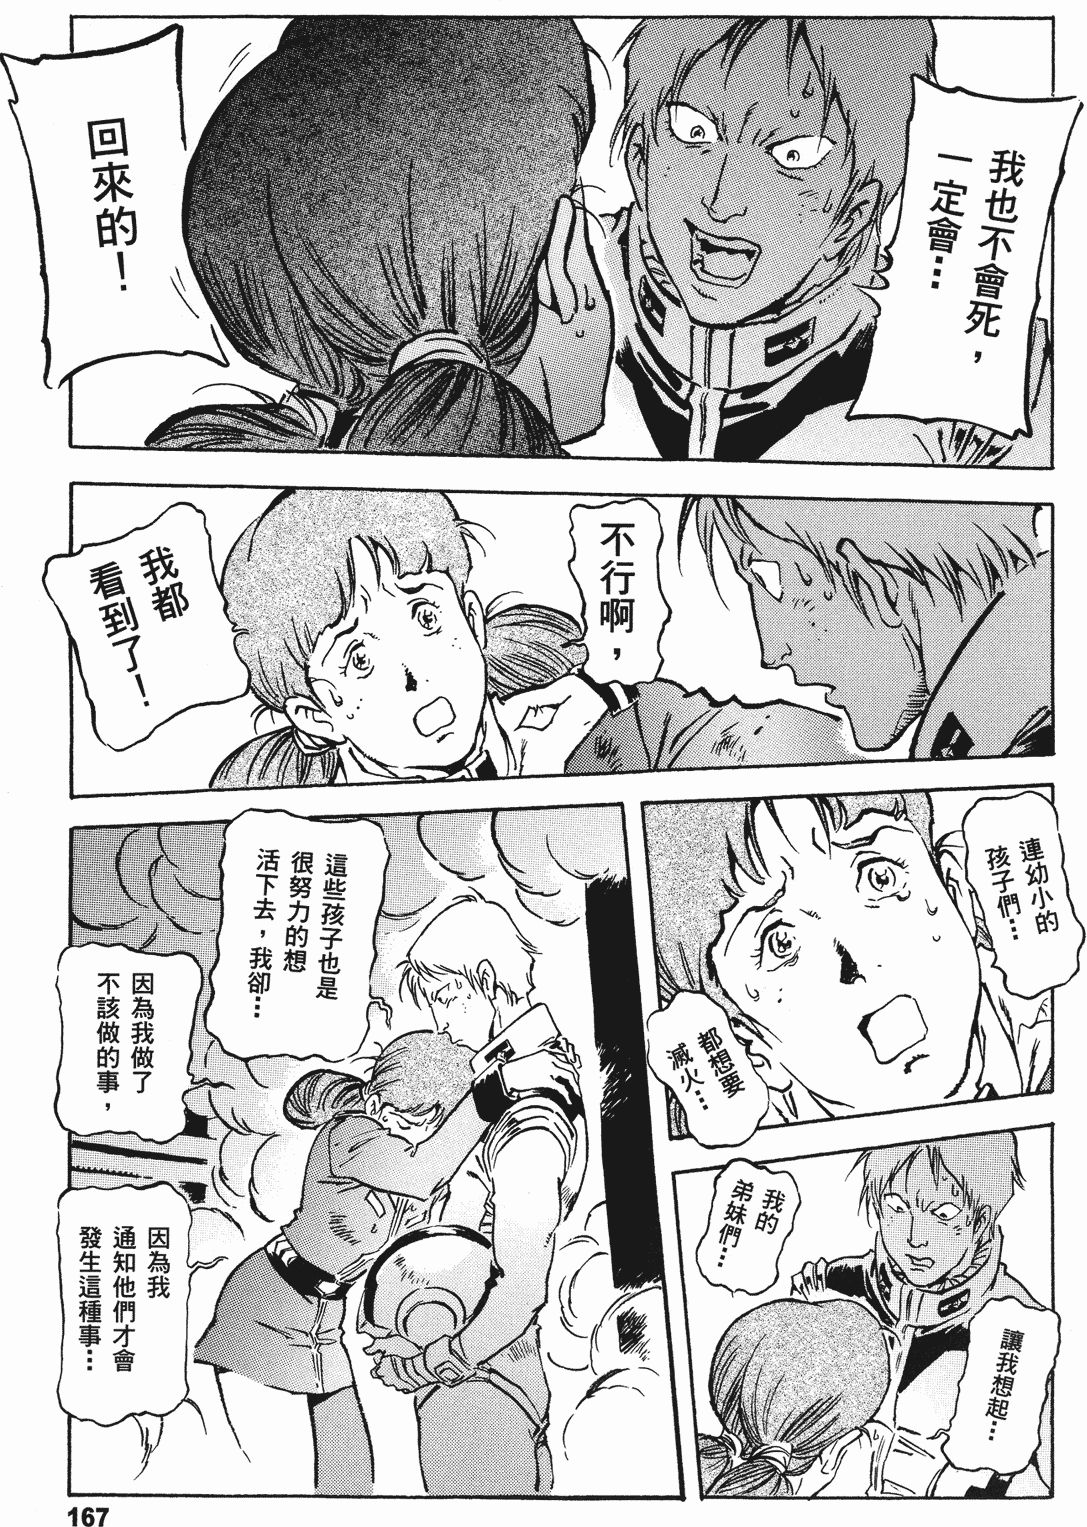 我也不會死，
一定會…
回來的！
不行啊，
我都
看到了！
連幼小的
孩子們…
都想要
滅火…
我的
弟妹們…
讓我想起…
這些孩子也是
很努力的想
活下去，我卻…
因為我做了
不該做的事，
因為我
通知他們才會
發生這種事…
167